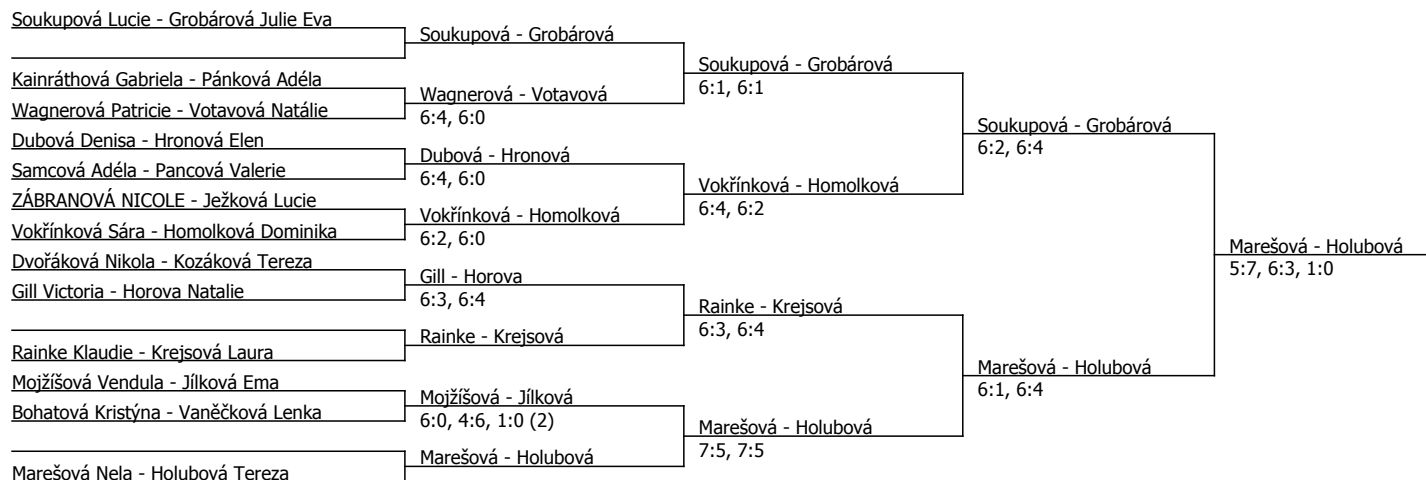 Soukupová Lucie - Grobárová Julie Eva
Kainráthová Gabriela - Pánková Adéla
Wagnerová Patricie - Votavová Natálie
Dubová Denisa - Hronová Elen
Samcová Adéla - Pancová Valerie
ZÁBRANOVÁ NICOLE - Ježková Lucie
Vokřínková Sára - Homolková Dominika
Dvořáková Nikola - Kozáková Tereza
Gill Victoria - Horova Natalie
Rainke Klaudie - Krejsová Laura
Mojžíšová Vendula - Jílková Ema
Bohatová Kristýna - Vaněčková Lenka
Marešová Nela - Holubová Tereza
Soukupová - Grobárová
Wagnerová - Votavová
6:4, 6:0
Dubová - Hronová
6:4, 6:0
Vokřínková - Homolková
6:2, 6:0
Gill - Horova
6:3, 6:4
Rainke - Krejsová
Mojžíšová - Jílková
6:0, 4:6, 1:0 (2)
Marešová - Holubová
Soukupová - Grobárová
6:1, 6:1
Vokřínková - Homolková
6:4, 6:2
Rainke - Krejsová
6:3, 6:4
Marešová - Holubová
7:5, 7:5
Soukupová - Grobárová
6:2, 6:4
Marešová - Holubová
6:1, 6:4
Marešová - Holubová
5:7, 6:3, 1:0